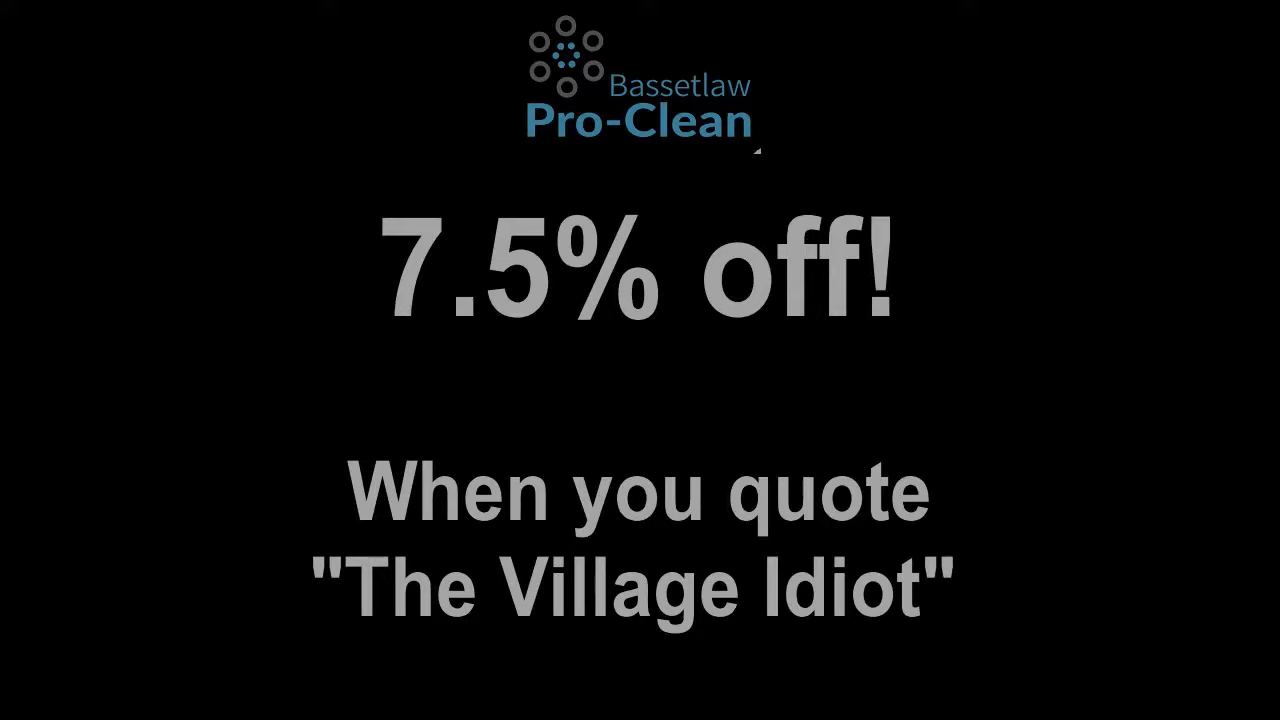 Bassetlaw
Pro-Clean
7.5% off!
When you quote
"The Village Idiot"